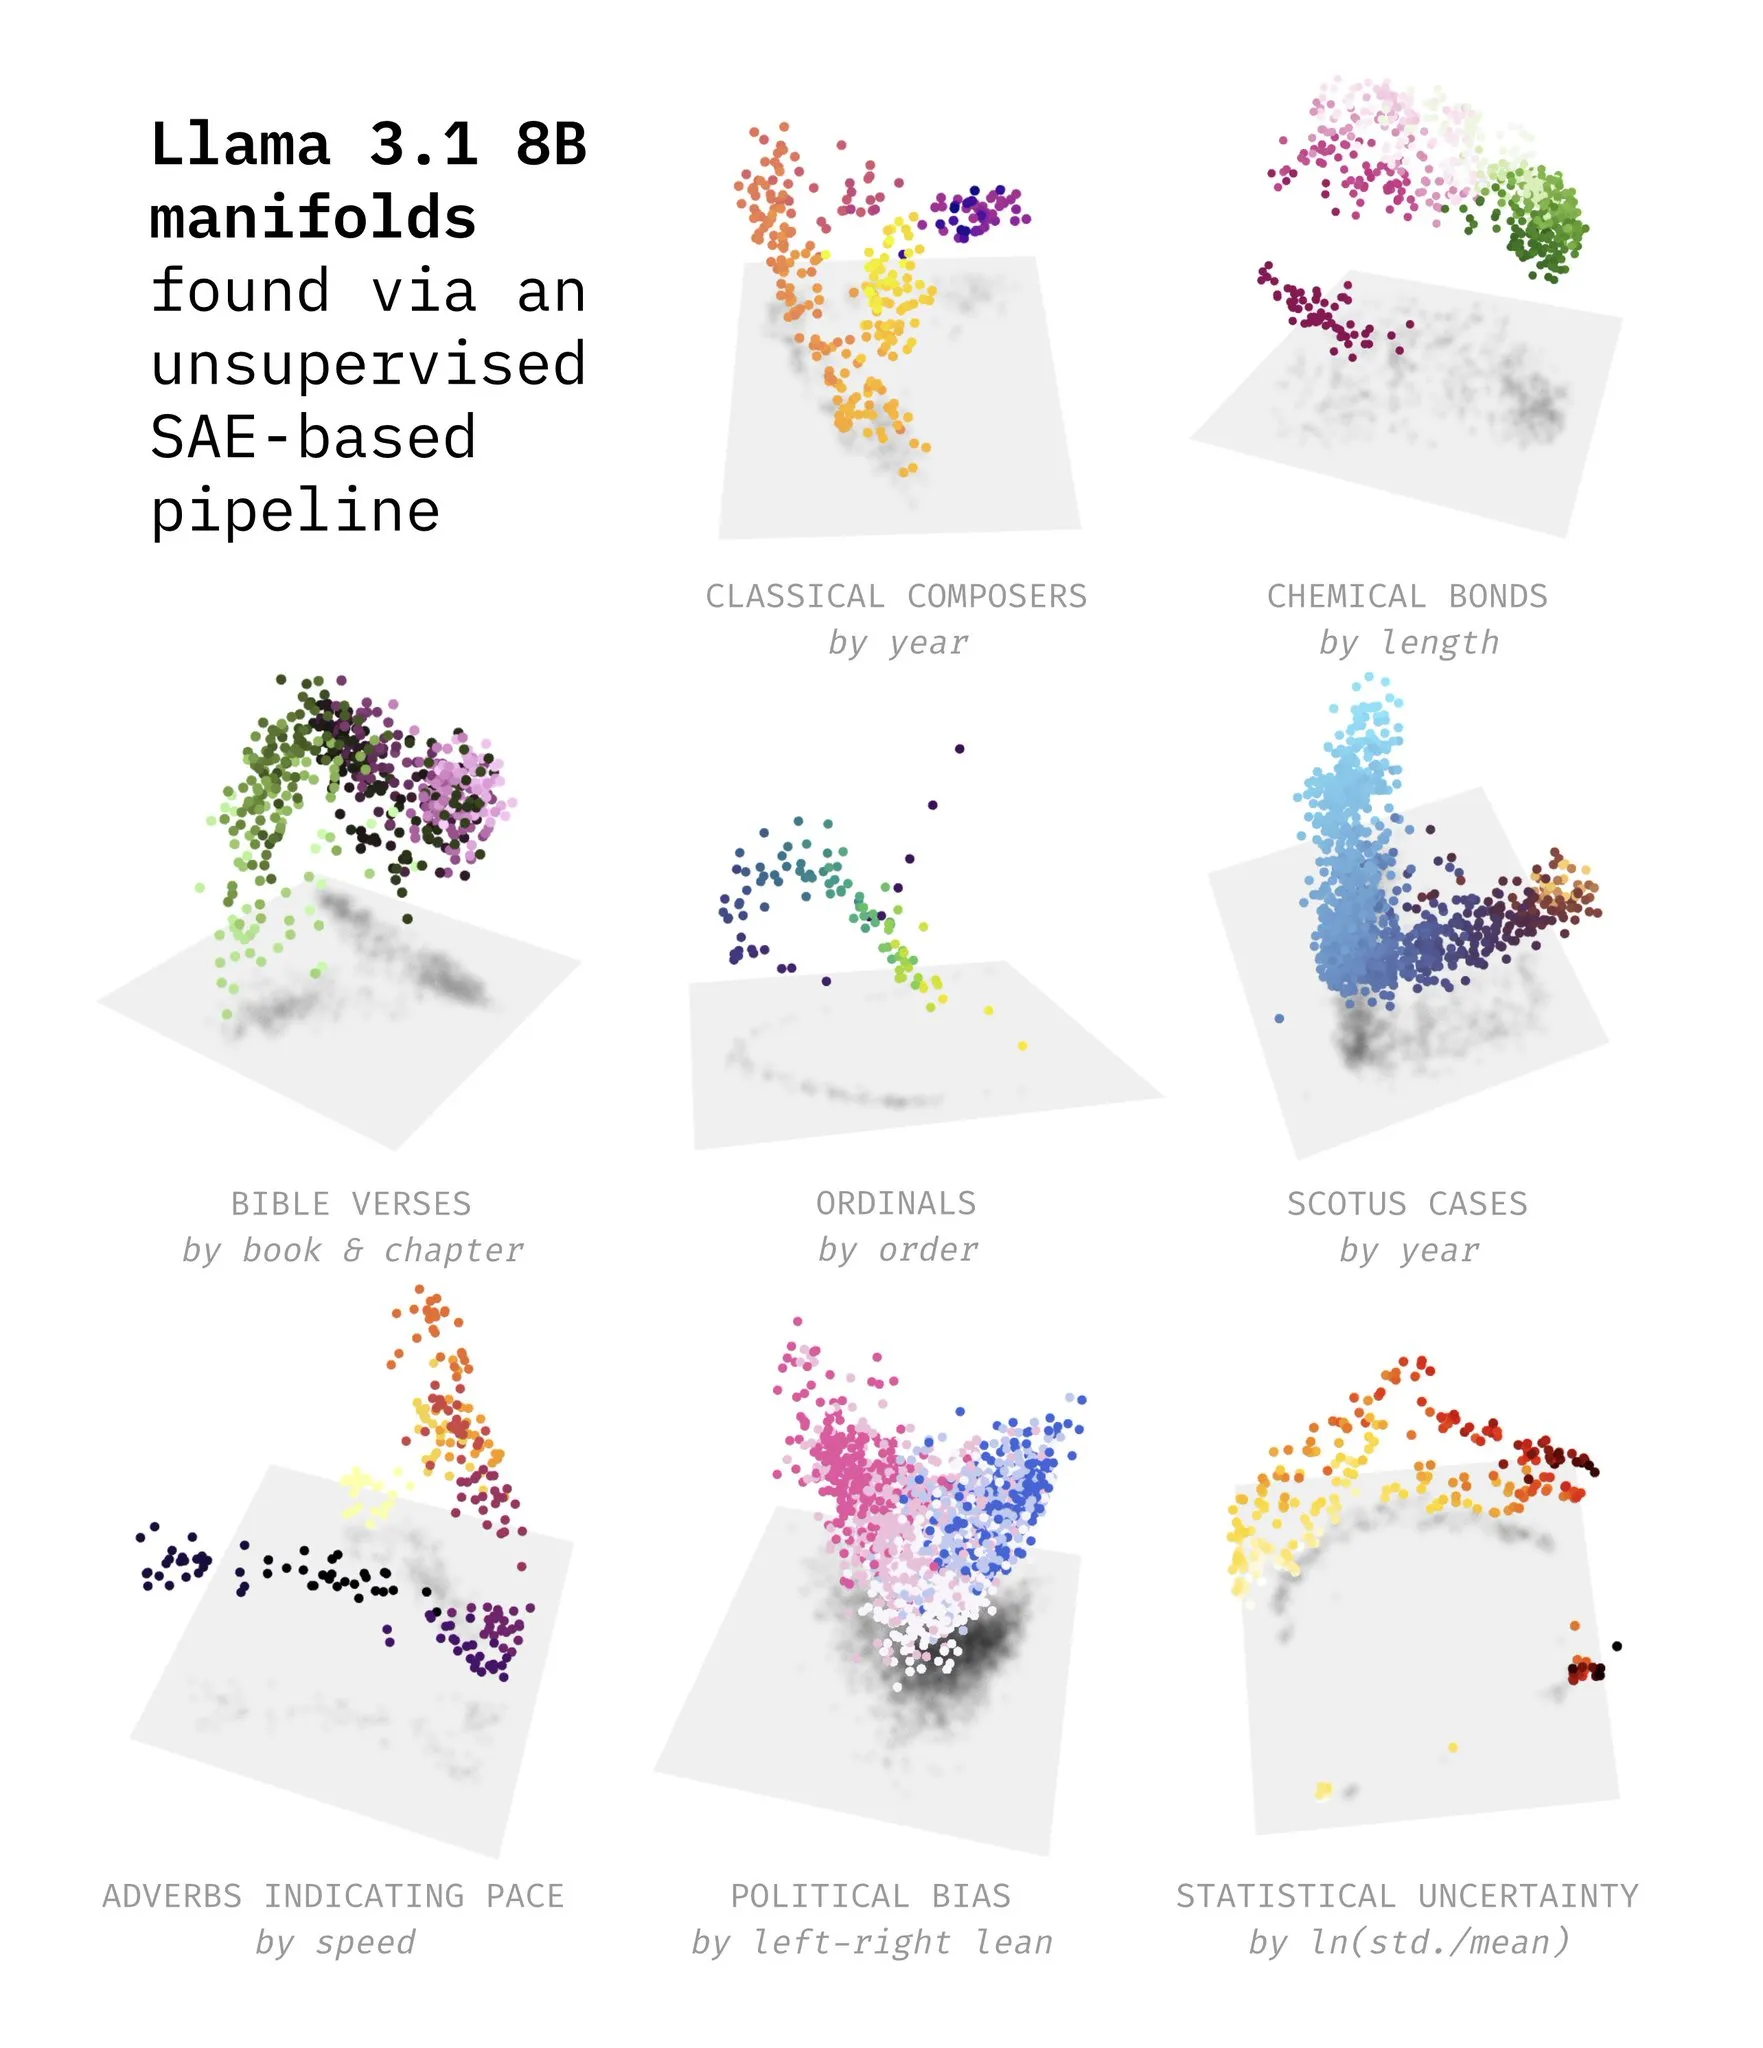 Llama 3.1 8B
manifolds
found via an
unsupervised
SAE-based
pipeline
CLASSICAL COMPOSERS
by year
CHEMICAL BONDS
by length
BIBLE VERSES
by book & chapter
ORDINALS
by order
SCOTUS CASES
by year
ADVERBS INDICATING PACE
by speed
POLITICAL BIAS
by left-right lean
STATISTICAL UNCERTAINTY
by ln(std./mean)